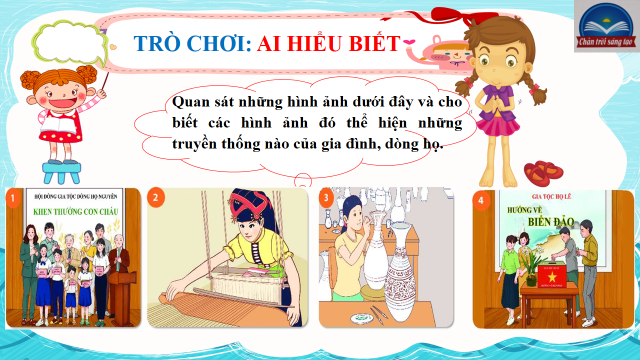 TRÒ CHƠI: AI HIỂU BIẾT
Chân trời sáng tạo
Quan sát những hình ảnh dưới đây và cho
biết các hình ảnh đó thể hiện những
truyền thống nào của gia đình, dòng họ.
1
HỘI ĐỒNG GIA TỘC DÒNG HỌ NGUYỄN
KHEN THƯỞNG CON CHÁU
2
3
4
GIA TỘC HỌ LÊ
HƯỚNG VỀ
BIỂN ĐẢO